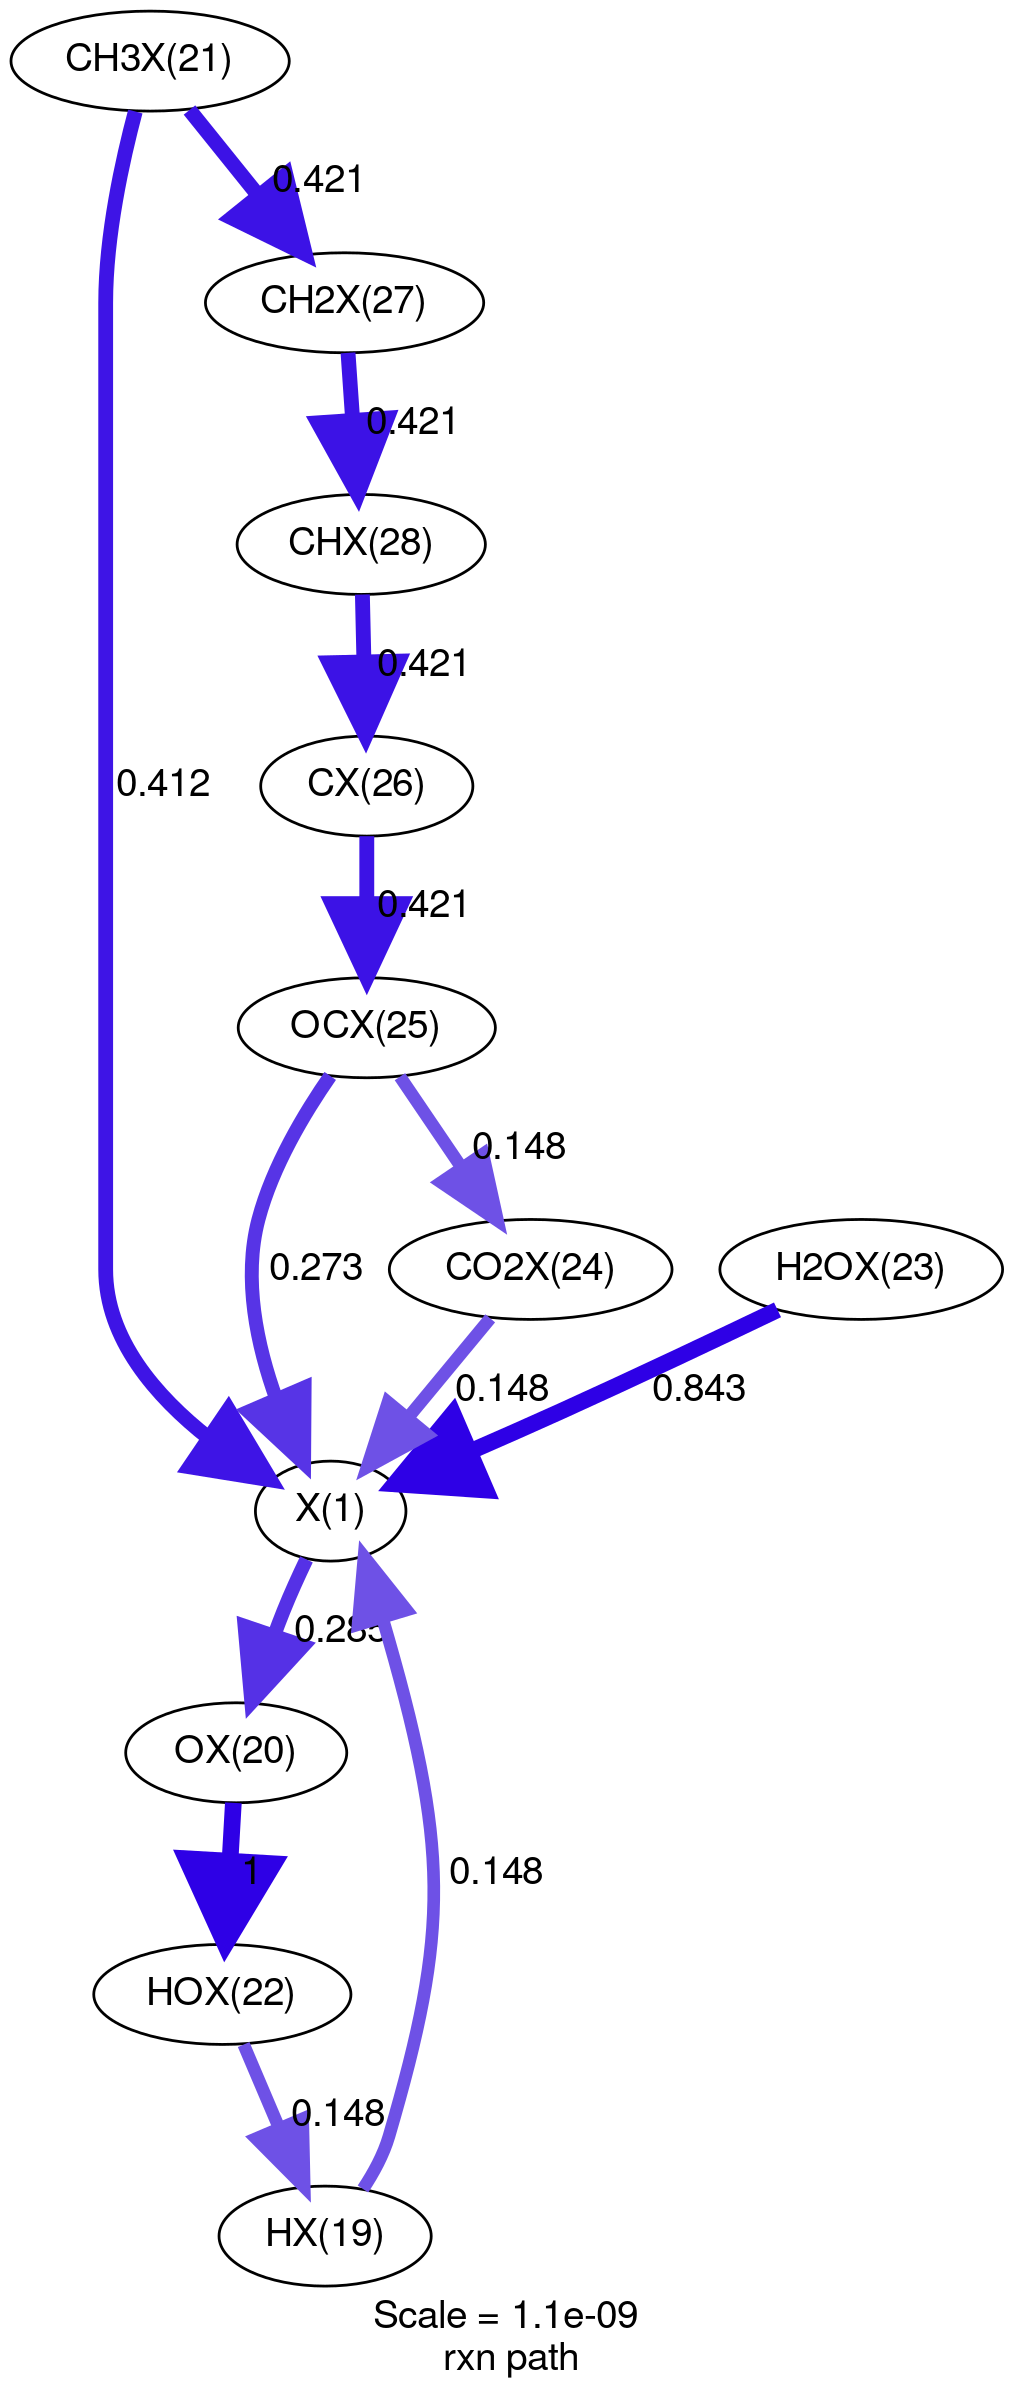 CH3X(21)
0.421
CH2X(27)
0.421
CHX(28)
0.421
CX(26)
0.412
0.421
OCX(25)
0.148
0.273
CO2X(24)
H2OX(23)
0.148
0.843
X(1)
0.285
OX(20)
1
0.148
HOX(22)
0.148
HX(19)
Scale = 1.1e-09
rxn path